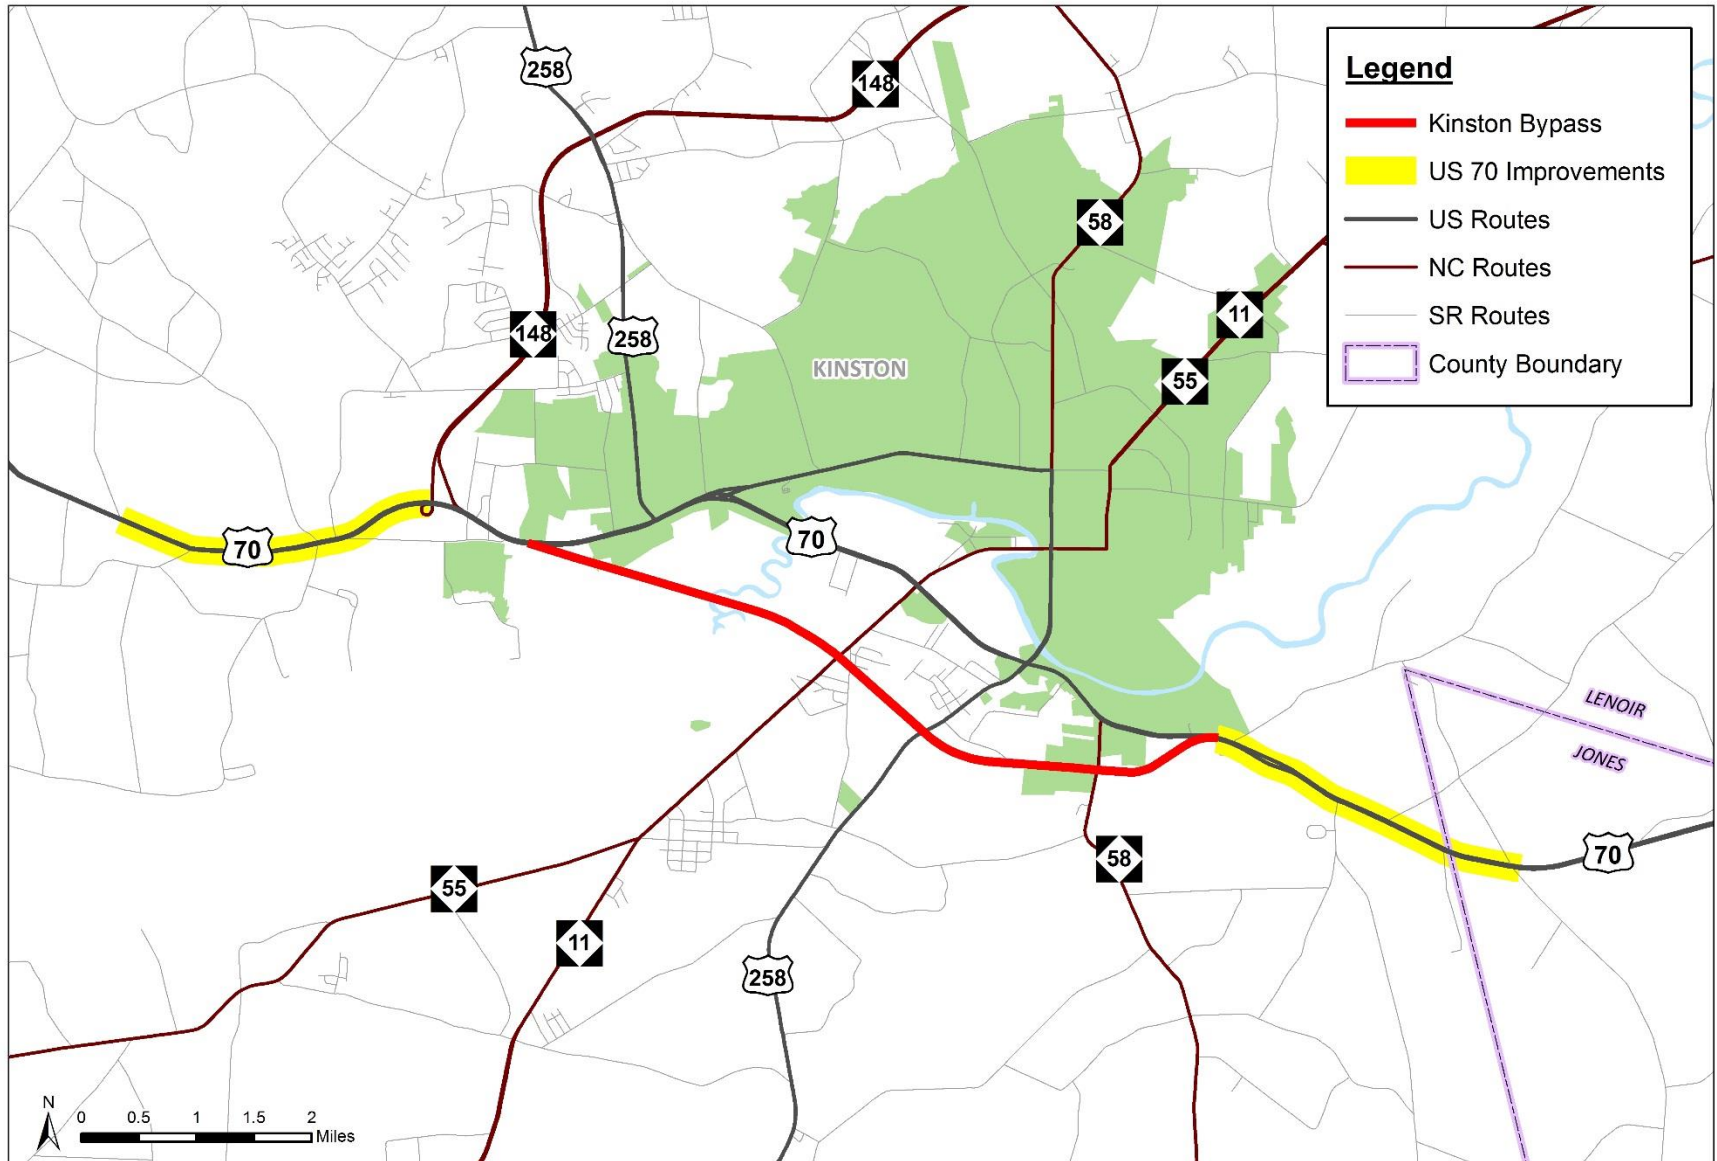 258
148
Legend
Kinston Bypass
US 70 Improvements
US Routes
NC Routes
SR Routes
County Boundary
58
11
148
258
KINSTON
55
70
70
LENOIR
JONES
70
58
55
11
258
N
0 0.5 1 1.5 2
Miles